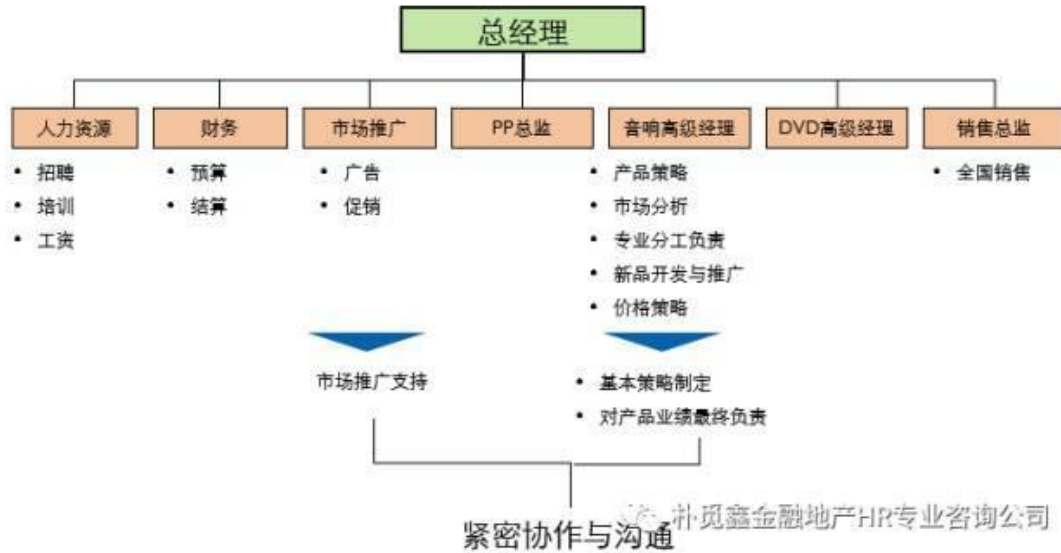 总经理
人力资源
财务
市场推广
PP总监
音响高级经理
DVD高级经理
销售总监
• 招聘
• 培训
• 工资
• 预算
• 结算
• 广告
• 促销
• 产品策略
• 市场分析
• 专业分工负责
• 新品开发与推广
• 价格策略
• 全国销售
市场推广支持
• 基本策略制定
• 对产品业绩最终负责
紧密协作与沟通
朴觅鑫金融地产HR专业咨询公司